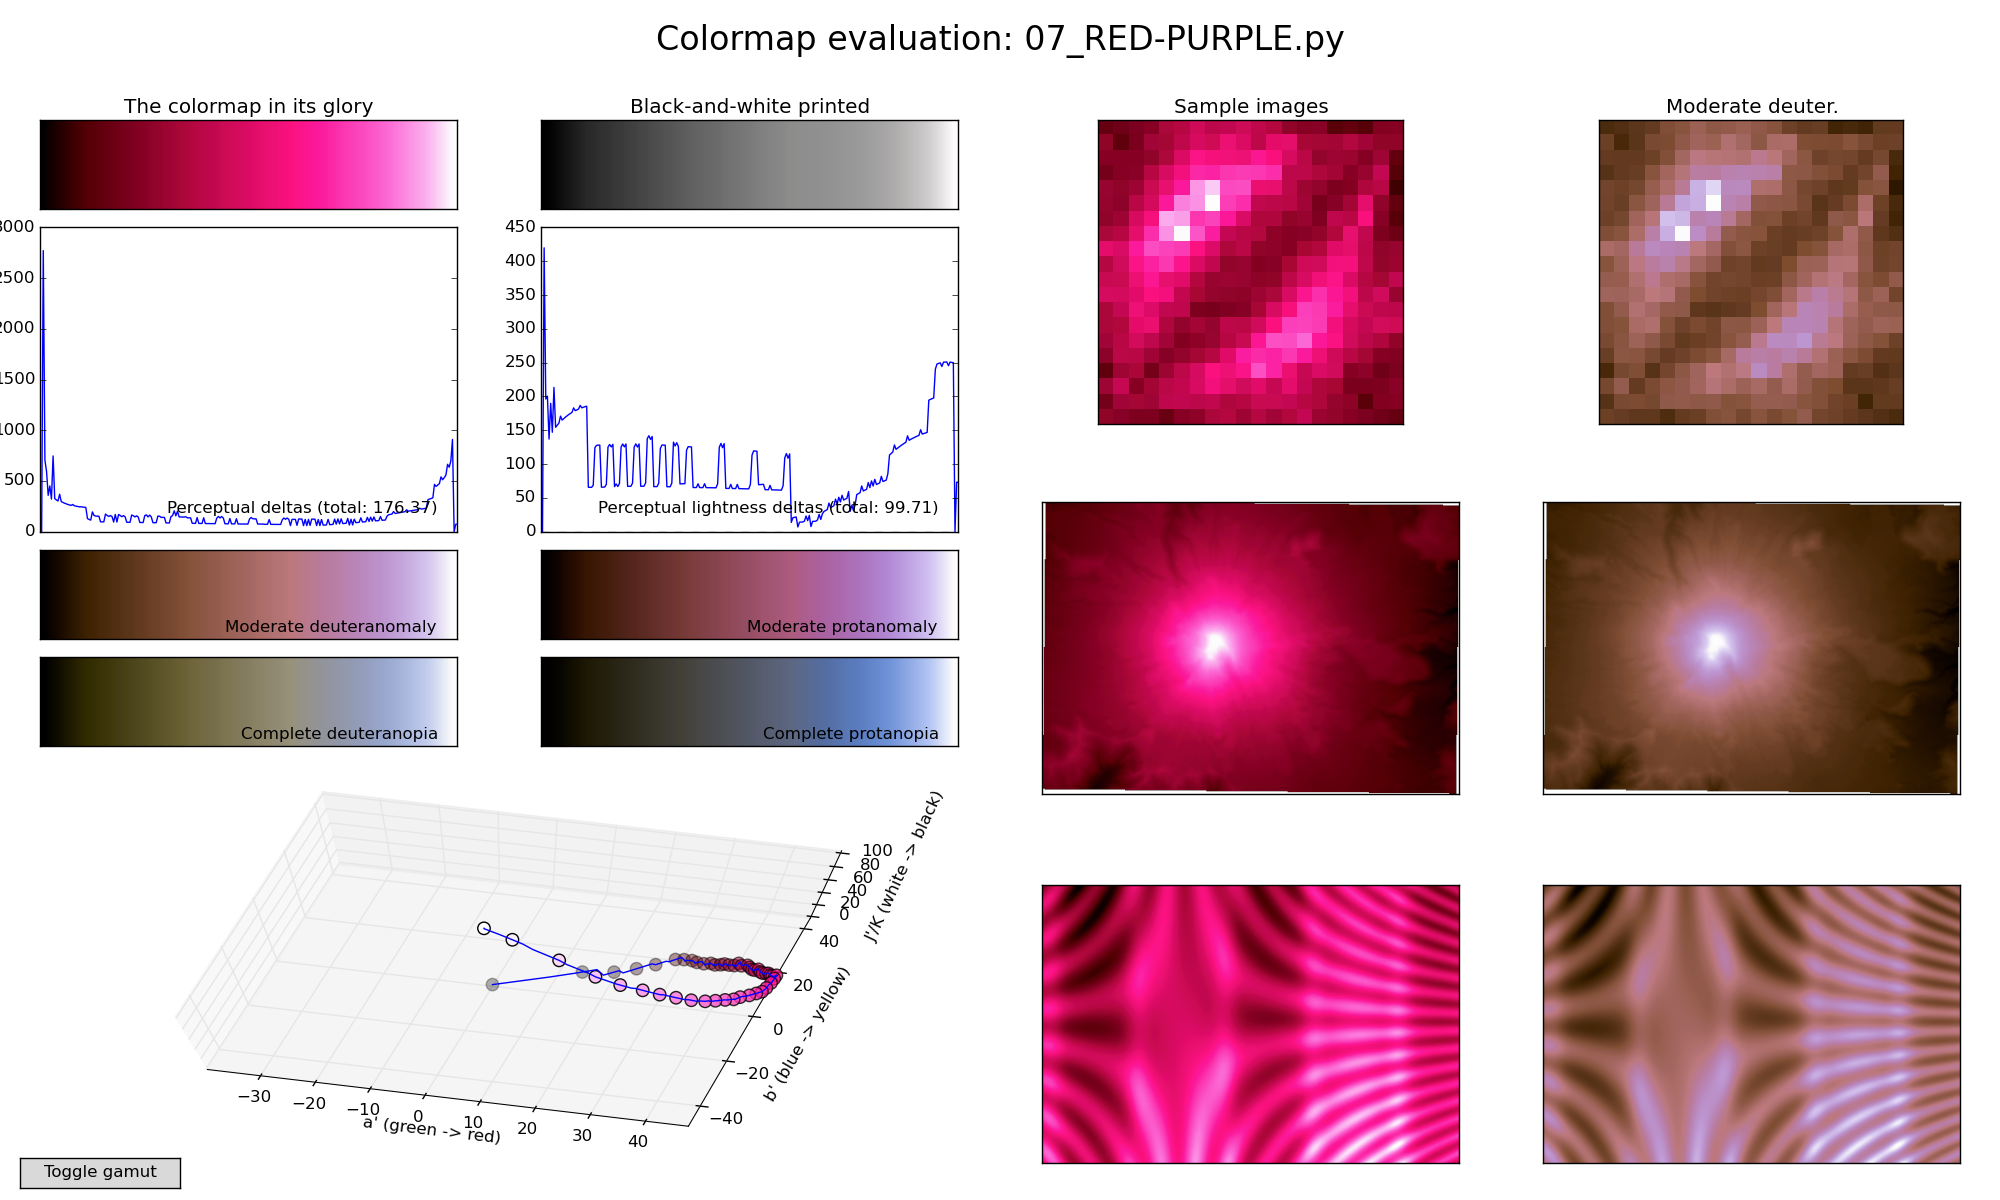 Colormap evaluation: 07_RED-PURPLE.py
The colormap in its glory
Black-and-white printed
Sample images
Moderate deuter.
3000
2500
2000
1500
1000
500
0
Perceptual deltas (total: 176.37)
450
400
350
300
250
200
150
100
50
0
Perceptual lightness deltas (total: 99.71)
Moderate deuteranomaly
Moderate protanomaly
Complete deuteranopia
Complete protanopia
100
80
60
40
20
0
J'/K (white -> black)
40
20
0
−20
−40
b' (blue -> yellow)
−30
−20
−10
0
10
20
30
40
a' (green -> red)
Toggle gamut